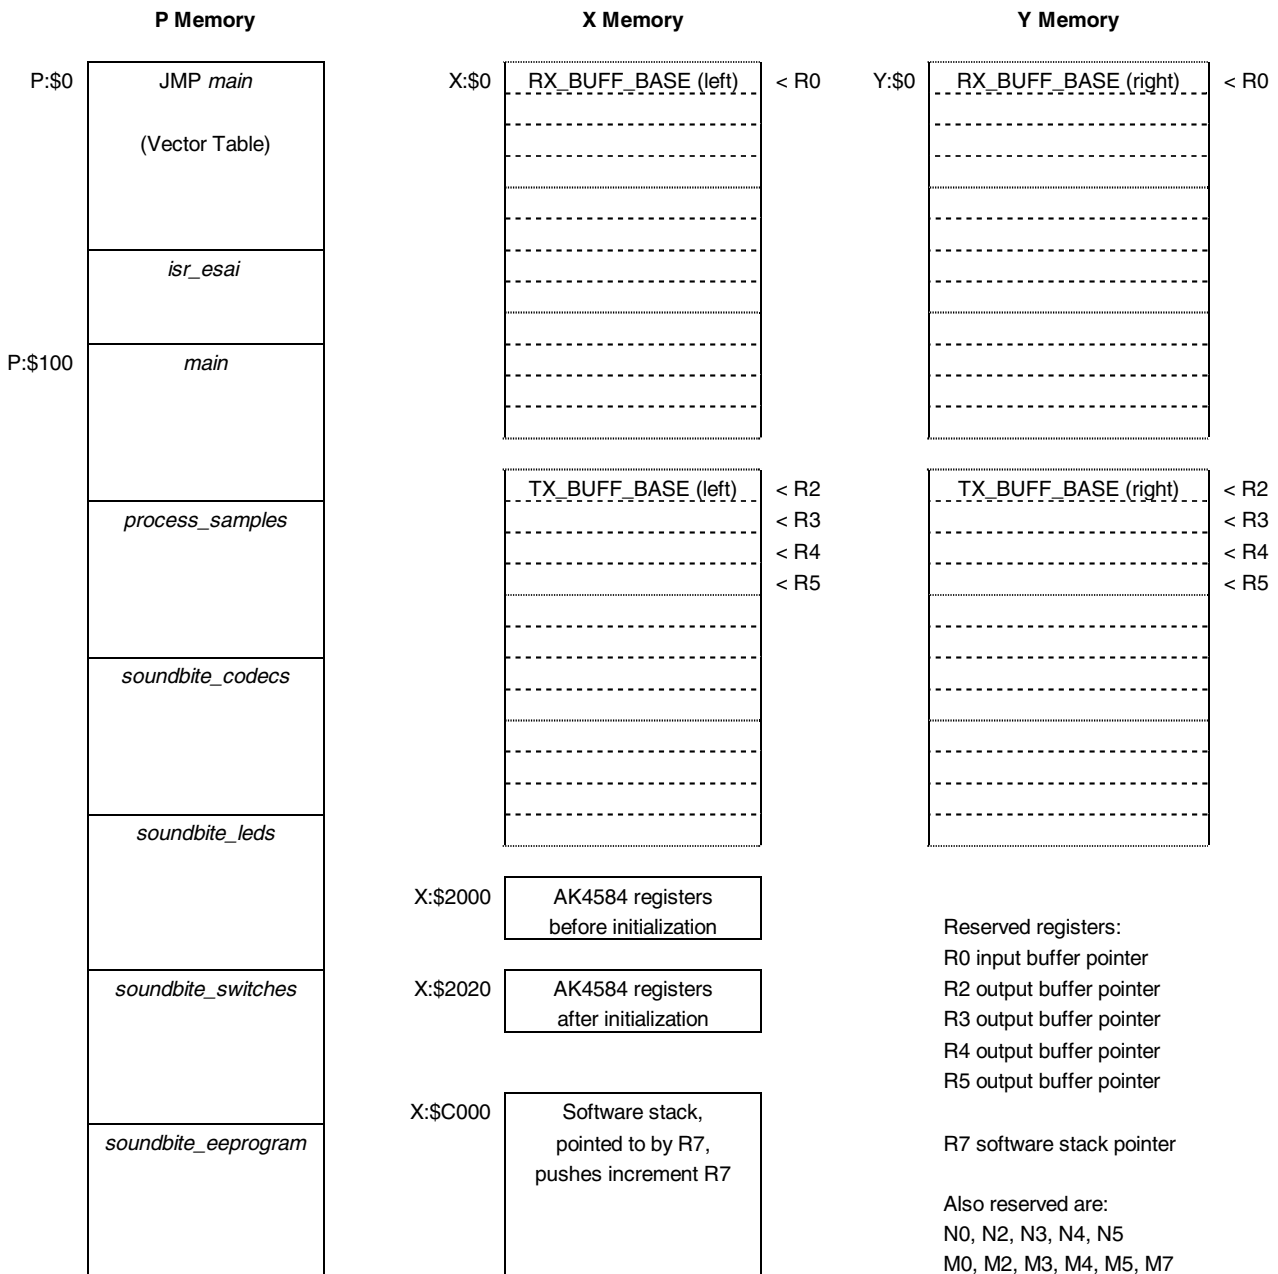 P Memory
X Memory
Y Memory
P:$0
JMP main
X:$0
RX_BUFF_BASE (left)
< R0
Y:$0
RX_BUFF_BASE (right)
< R0
(Vector Table)
isr_esai
P:$100
main
TX_BUFF_BASE (left)
< R2
TX_BUFF_BASE (right)
< R2
process_samples
< R3
< R3
< R4
< R4
< R5
< R5
soundbite_codecs
soundbite_leds
X:$2000
AK4584 registers
before initialization
Reserved registers:
R0 input buffer pointer
soundbite_switches
X:$2020
AK4584 registers
after initialization
R2 output buffer pointer
R3 output buffer pointer
R4 output buffer pointer
R5 output buffer pointer
X:$C000
Software stack,
pointed to by R7,
pushes increment R7
soundbite_eeprogram
R7 software stack pointer
Also reserved are:
N0, N2, N3, N4, N5
M0, M2, M3, M4, M5, M7